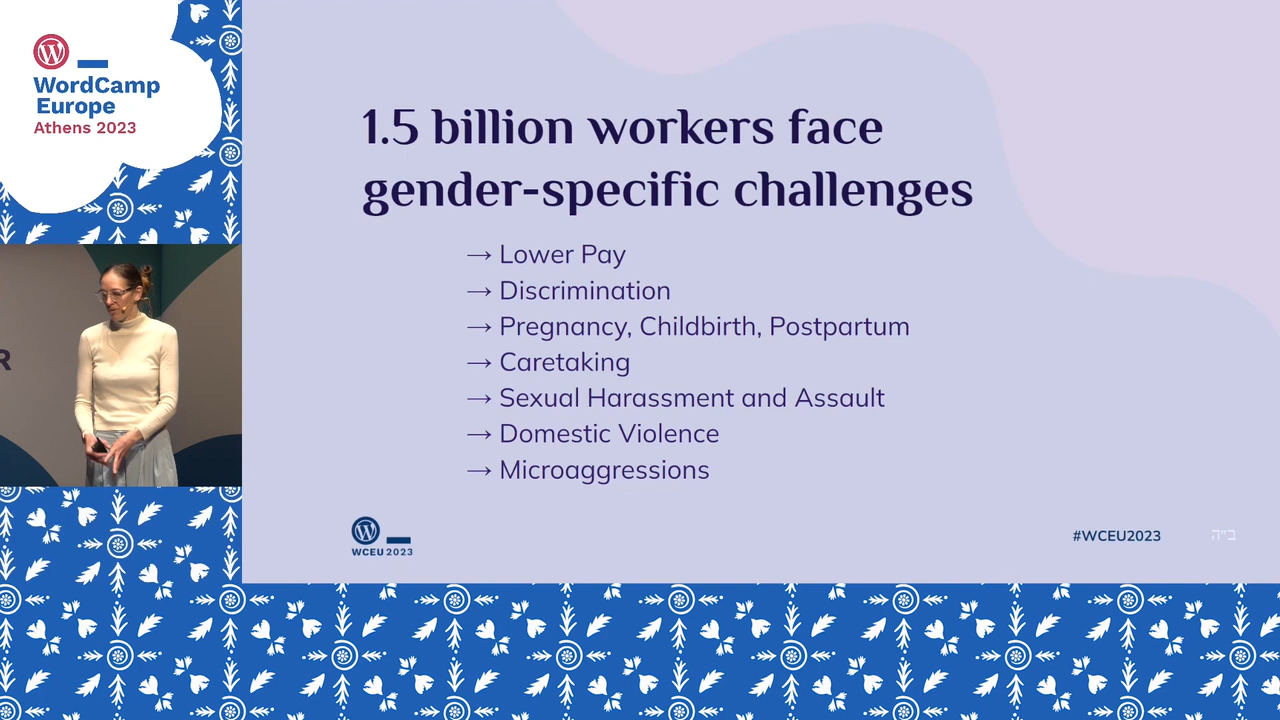 WordCamp
Europe
Athens 2023
R
1.5 billion workers face
gender-specific challenges
→ Lower Pay
→ Discrimination
→ Pregnancy, Childbirth, Postpartum
→ Caretaking
→ Sexual Harassment and Assault
→ Domestic Violence
→ Microaggressions
WCEU 2023
#WCEU2023
ב״ה